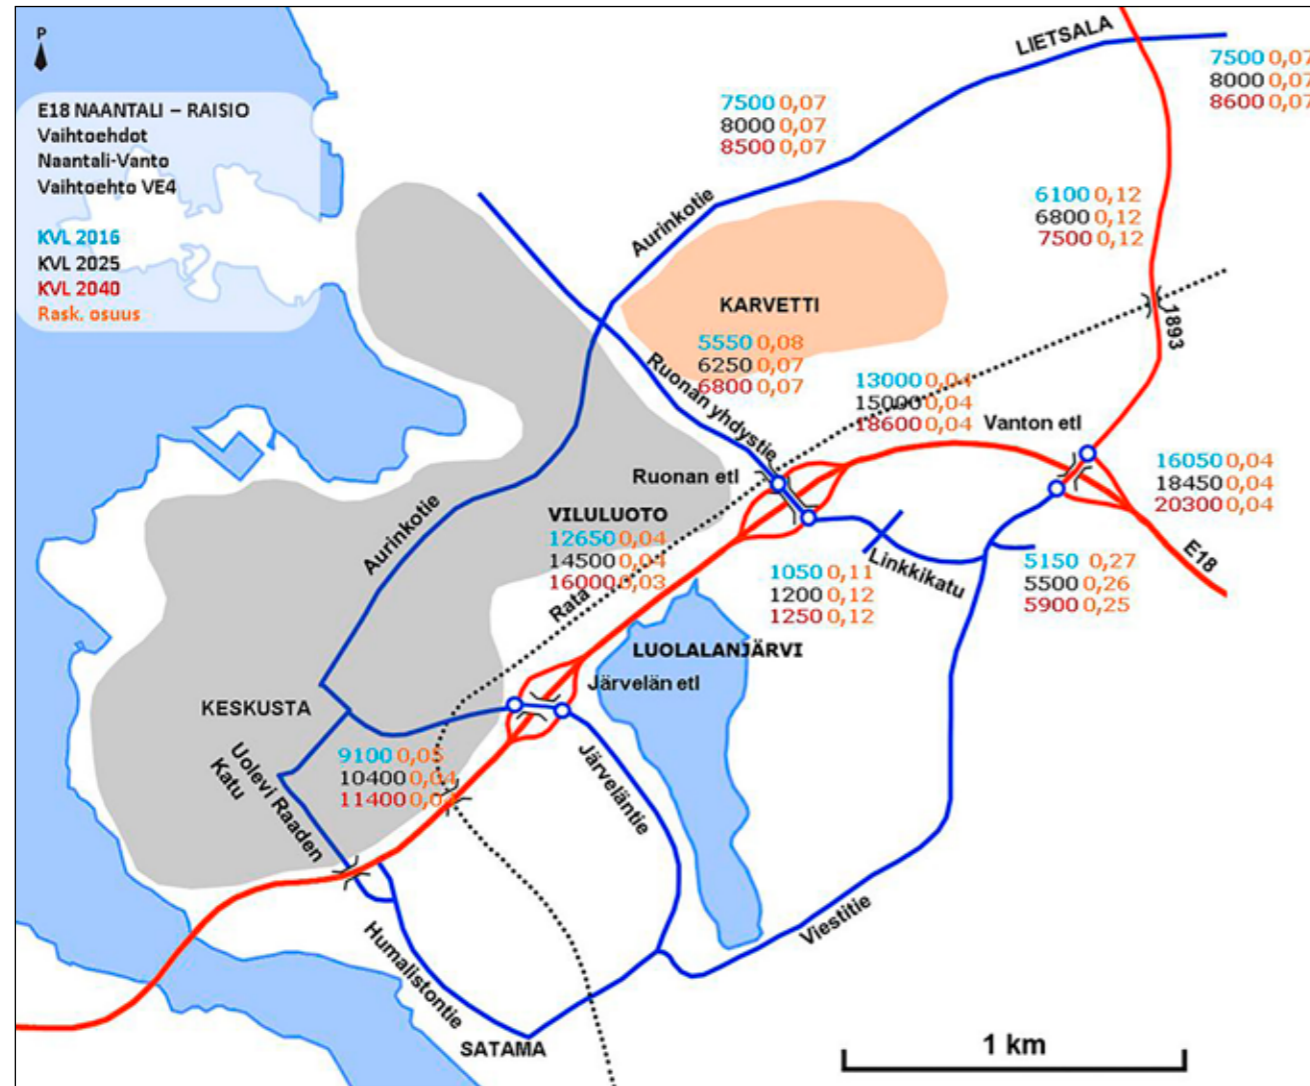 P
E18 NAANTALI – RAISIO
Vaihtoehdot
Naantali-Vanto
Vaihtoehto VE4
KVL 2016
KVL 2025
KVL 2040
Rask. osuus
LIETSALA
7500 0,07
8000 0,07
8600 0,07
7500 0,07
8000 0,07
8500 0,07
Aurinkotie
6100 0,12
6800 0,12
7500 0,12
KARVETTI
5550 0,08
6250 0,07
6800 0,07
1893
Ruonan yhdystie
13000 0,04
15000 0,04
18600 0,04
Vanton etl
Ruonan etl
16050 0,04
18450 0,04
20300 0,04
VILULUOTO
12650 0,04
14500 0,04
16000 0,03
Aurinkotie
Rata
1050 0,11
1200 0,12
1250 0,12
Linkkikatu
5150 0,27
5500 0,26
5900 0,25
E18
LUOLALANJÄRVI
Järvelän etl
KESKUSTA
Uolevi Raaden
Katu
9100 0,05
10400 0,04
11400 0,04
Järveläntie
Viestitie
Humalistontie
SATAMA
1 km